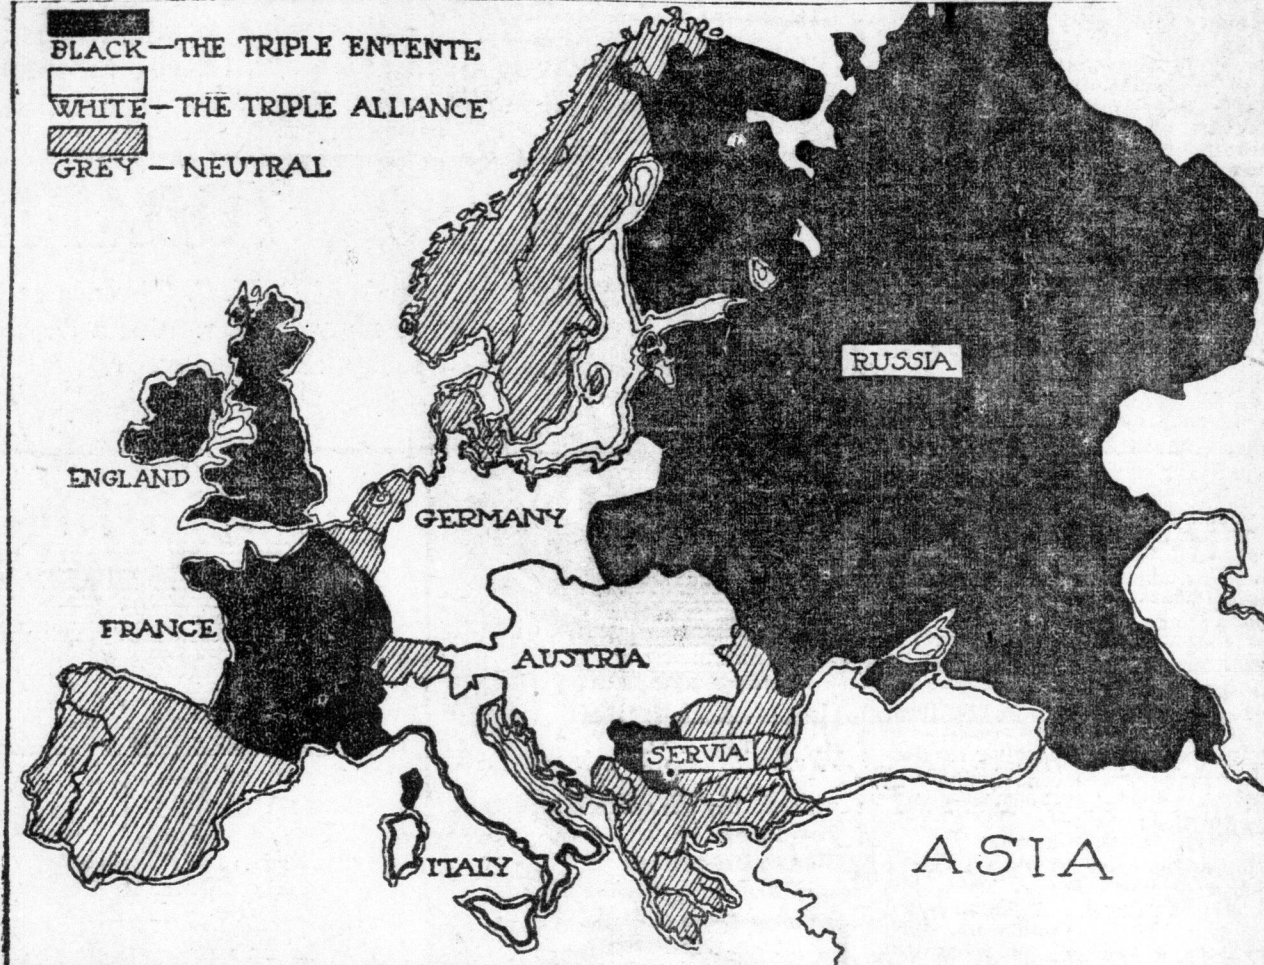 BLACK — THE TRIPLE ENTENTE
WHITE — THE TRIPLE ALLIANCE
GREY — NEUTRAL
RUSSIA
ENGLAND
GERMANY
FRANCE
AUSTRIA
SERVIA
ASIA
ITALY